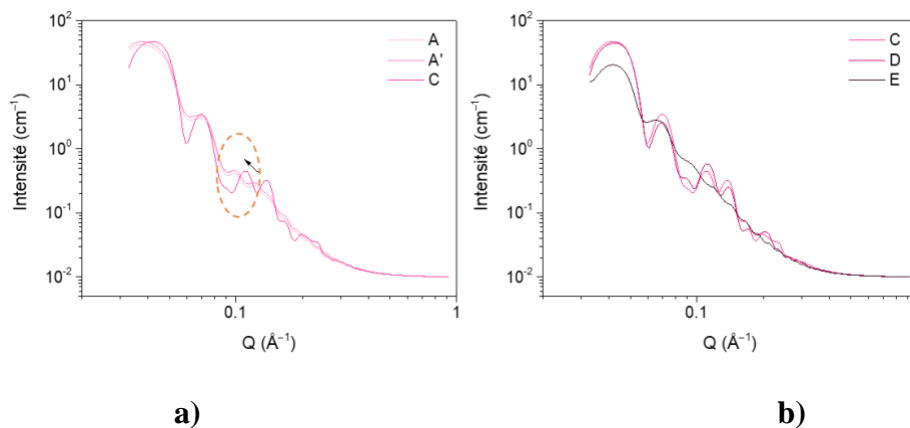 10²
10¹
10⁰
10⁻¹
10⁻²
Intensité (cm⁻¹)
A
A'
C
0.1
1
Q (Å⁻¹)
a)
10²
10¹
10⁰
10⁻¹
10⁻²
Intensité (cm⁻¹)
C
D
E
0.1
Q (Å⁻¹)
b)